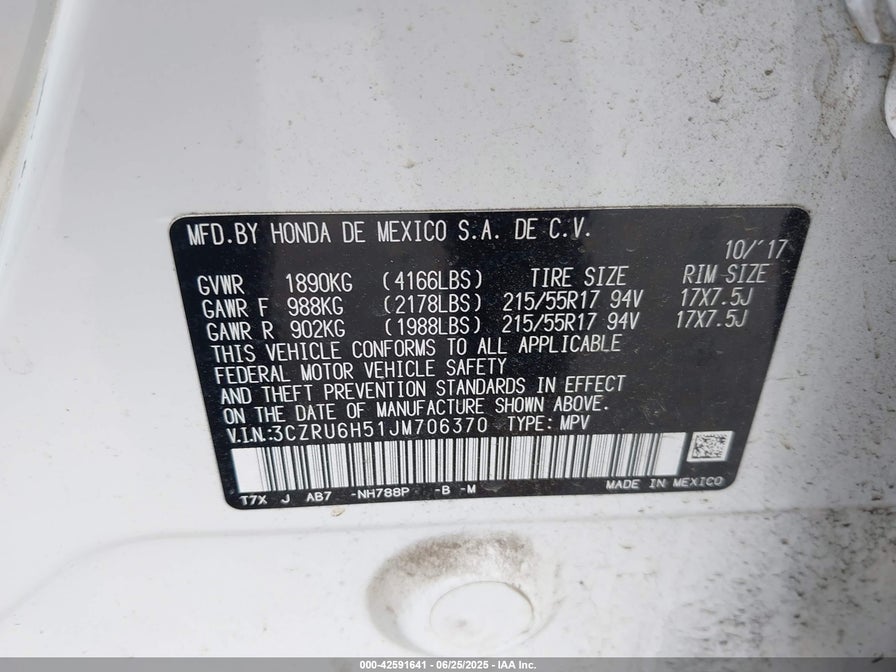 MFD.BY HONDA DE MEXICO S.A. DE C.V.
10/'17
GVWR 1890KG (4166LBS) TIRE SIZE RIM SIZE
GAWR F 988KG (2178LBS) 215/55R17 94V 17X7.5J
GAWR R 902KG (1988LBS) 215/55R17 94V 17X7.5J
THIS VEHICLE CONFORMS TO ALL APPLICABLE
FEDERAL MOTOR VEHICLE SAFETY
AND THEFT PREVENTION STANDARDS IN EFFECT
ON THE DATE OF MANUFACTURE SHOWN ABOVE.
V.I.N:3CZRU6H51JM706370 TYPE: MPV
T7X J AB7 -NH788P -B -M MADE IN MEXICO
000-42591641 - 06/25/2025 - IAA Inc.